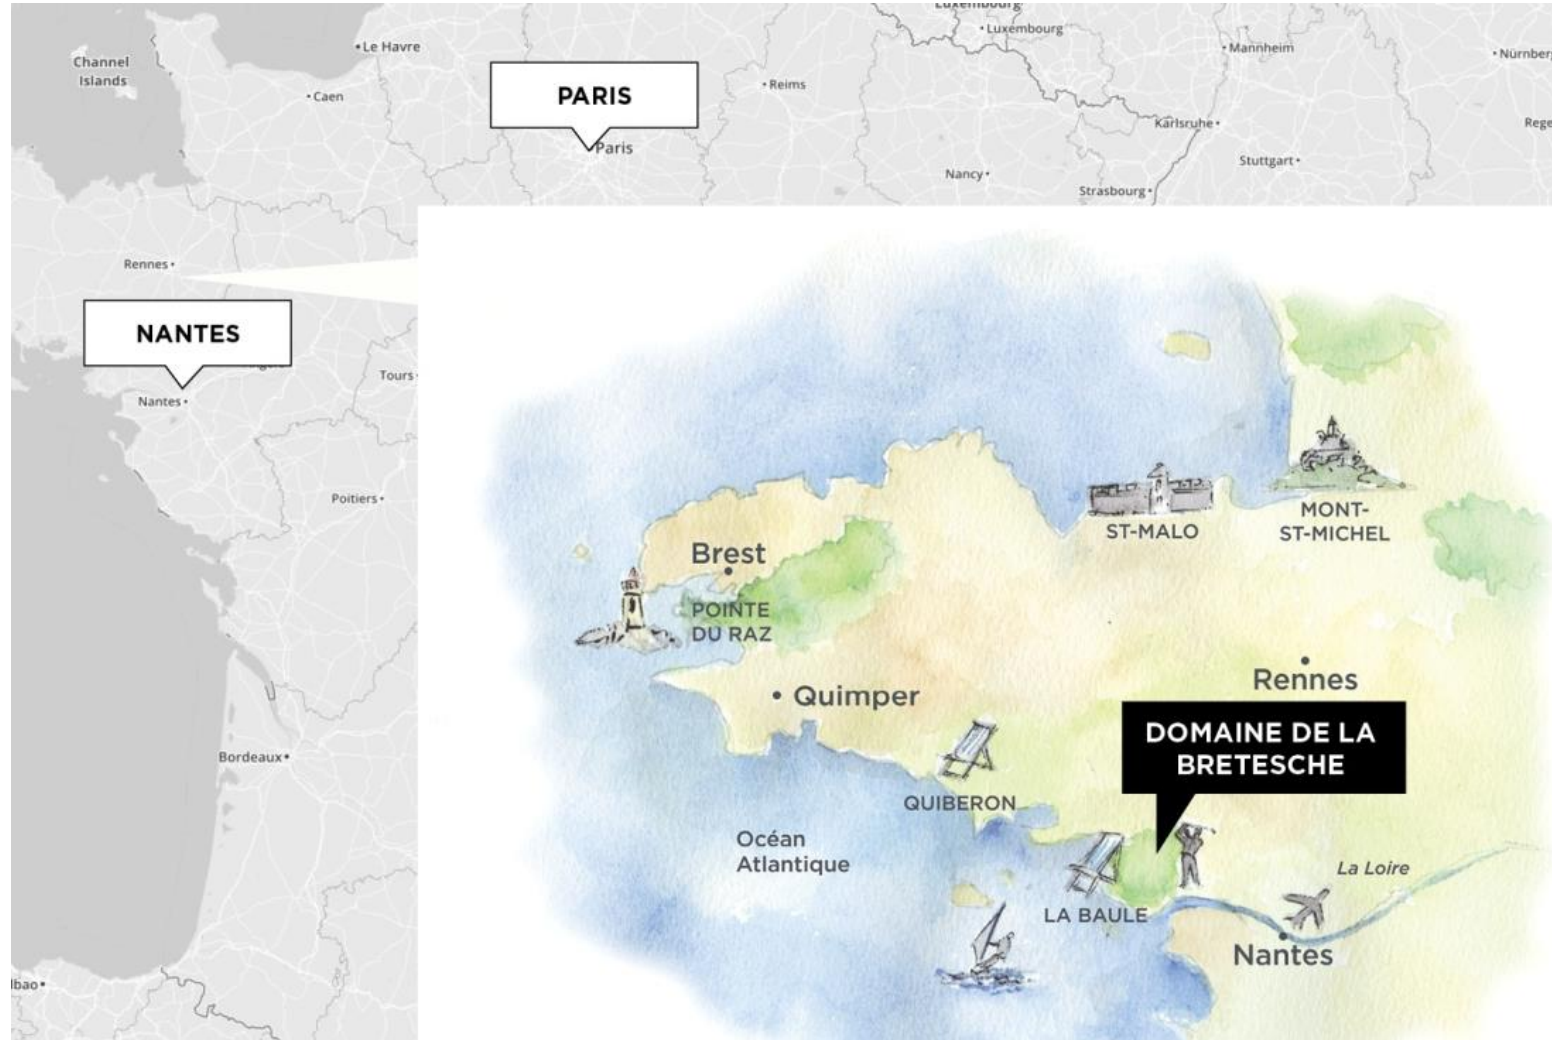 Luxembourg
Luxembourg
Le Havre
Mannheim
Channel
Islands
PARIS
Reims
Caen
Karlsruhe
Paris
Stuttgart
Nancy
Strasbourg
Rennes
NANTES
Tours
Nantes
Poitiers
Bordeaux
MONT-
ST-MICHEL
ST-MALO
Brest
POINTE
DU RAZ
Rennes
Quimper
DOMAINE DE LA
BRETESCHE
QUIBERON
Océan
Atlantique
La Loire
LA BAULE
Nantes